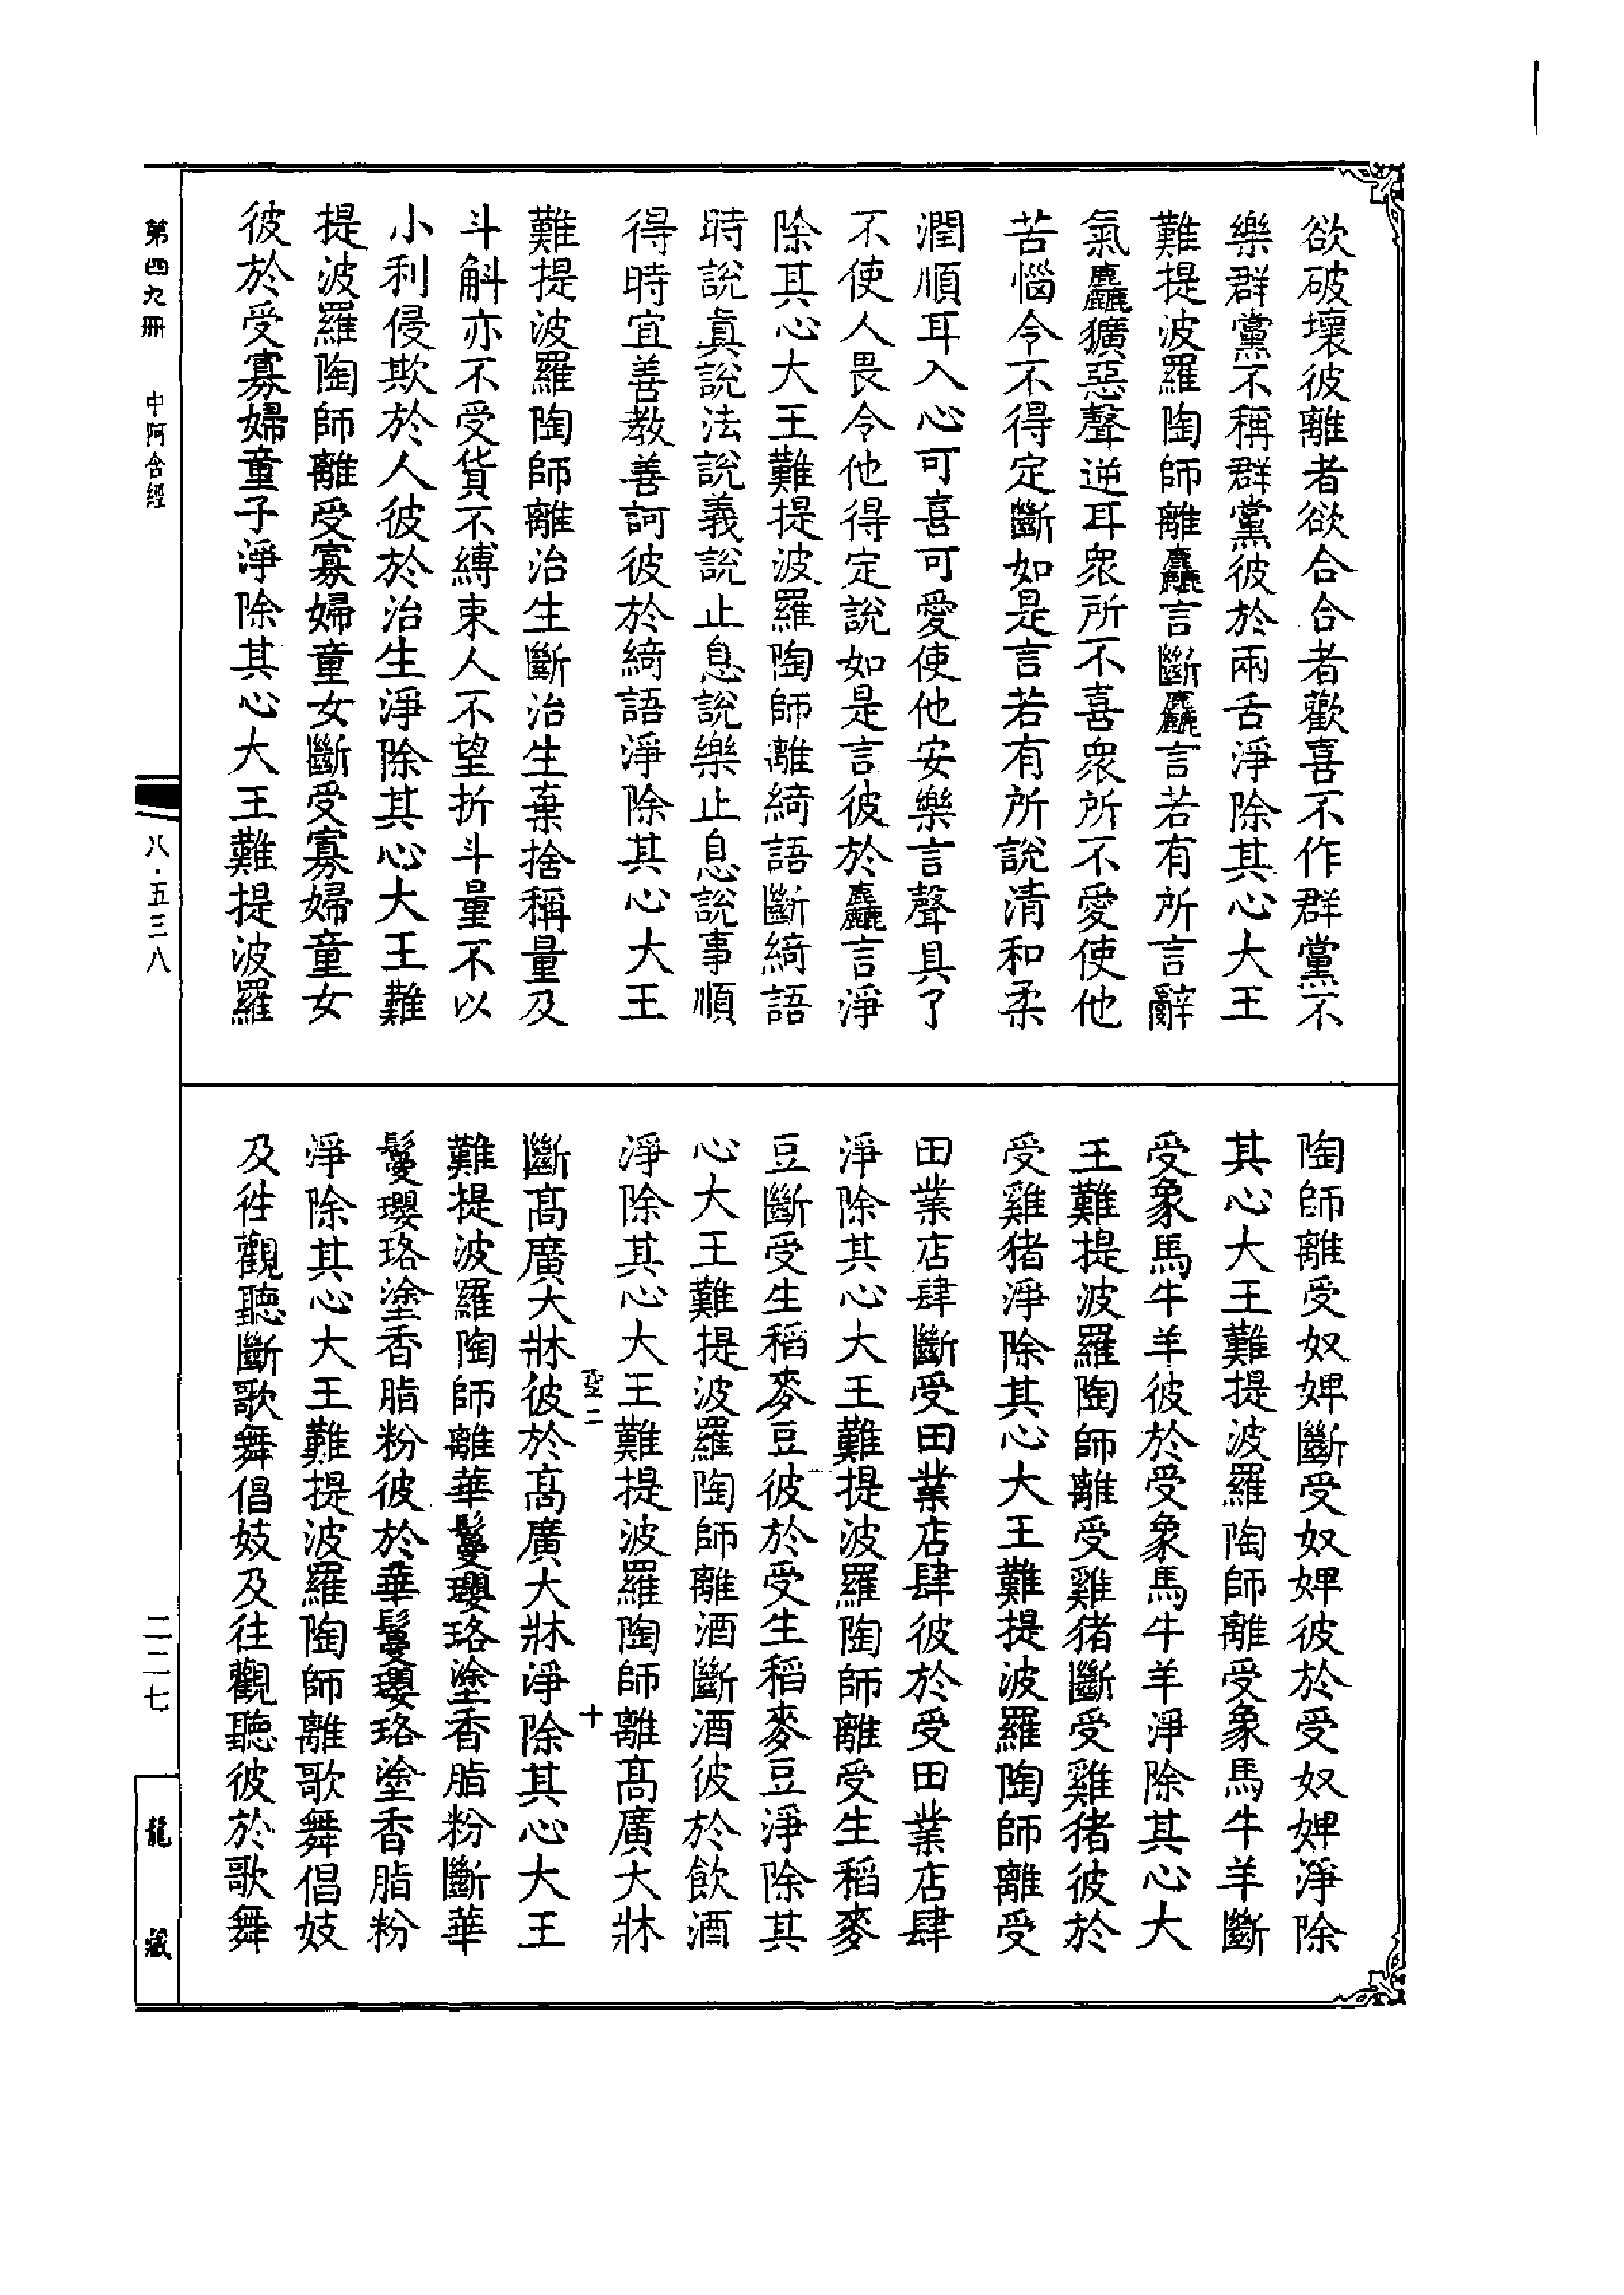 欲破壞彼離者欲合合者歡喜不作群黨不
樂群黨不稱群黨彼於兩舌淨除其心大王
難提波羅陶師離麤言斷麤言若有所言辭
氣麤獷惡聲逆耳衆所不喜衆所不愛使他
苦惱令不得定斷如是言若有所說清和柔
潤順耳入心可喜可愛使他安樂言聲具了
不使人畏令他得定說如是言彼於麤言淨
除其心大王難提波羅陶師離綺語斷綺語
時說眞說法說義說止息說樂止息說事順
得時宜善教善訶彼於綺語淨除其心大王
難提波羅陶師離治生斷治生棄捨稱量及
斗斛亦不受貨不縛束人不望折斗量不以
小利侵欺於人彼於治生淨除其心大王難
提波羅陶師離受寡婦童女斷受寡婦童女
彼於受寡婦童子淨除其心大王難提波羅
陶師離受奴婢斷受奴婢彼於受奴婢淨除
其心大王難提波羅陶師離受象馬牛羊斷
受象馬牛羊彼於受象馬牛羊淨除其心大
王難提波羅陶師離受雞猪斷受雞猪彼於
受雞猪淨除其心大王難提波羅陶師離受
田業店肆斷受田業店肆彼於受田業店肆
淨除其心大王難提波羅陶師離受生稻麥
豆斷受生稻麥豆彼於受生稻麥豆淨除其
心大王難提波羅陶師離酒斷酒彼於飲酒
淨除其心大王難提波羅陶師離高廣大牀
聖二 十
斷高廣大牀彼於高廣大牀淨除其心大王
難提波羅陶師離華鬘瓔珞塗香脂粉斷華
鬘瓔珞塗香脂粉彼於華鬘瓔珞塗香脂粉
淨除其心大王難提波羅陶師離歌舞倡妓
及徃觀聽斷歌舞倡妓及往觀聽彼於歌舞
第四九冊 中阿含經
八·五三八
二二七
龍藏